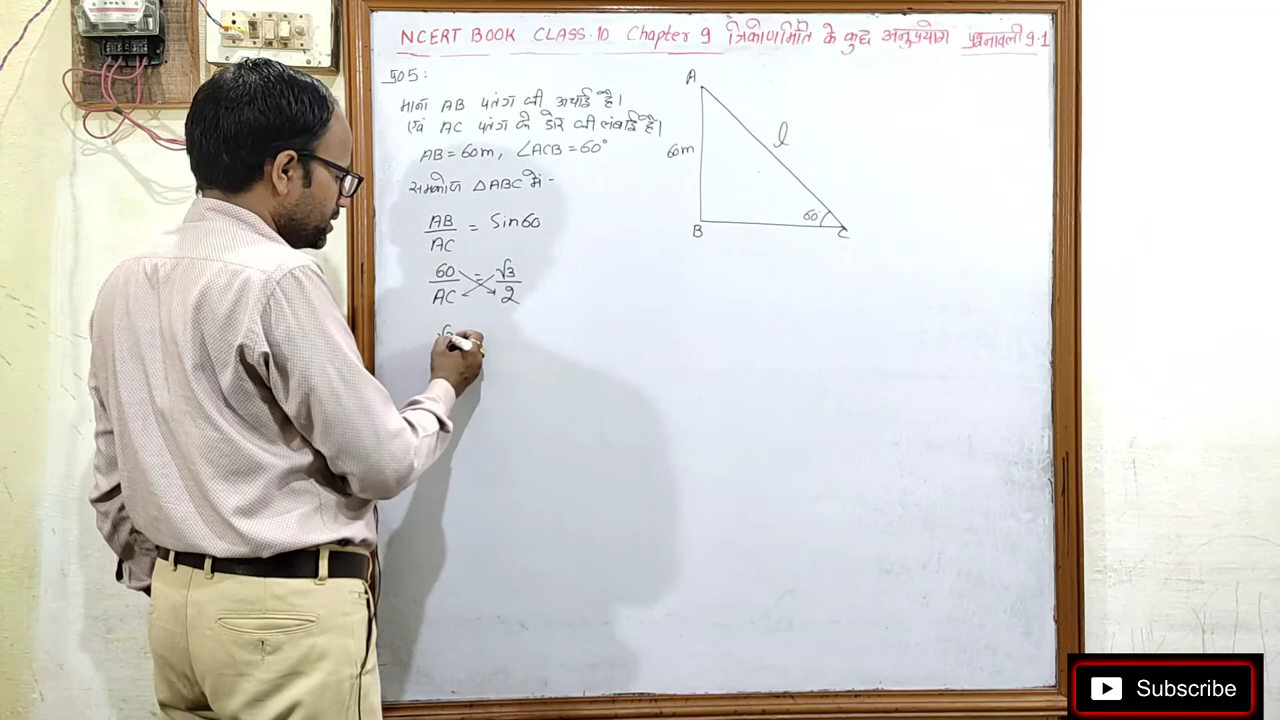 NCERT BOOK CLASS-10 Chapter 9 त्रिकोणमिति के कुछ अनुप्रयोग प्रश्नावली 9.1
प्र05:
माना AB पतंग की ऊचाई है।
एवं AC पतंग के डोर की लंबाई है।
AB = 60m, ∠ACB = 60°
समकोण △ABC में -
AB/AC = Sin60
60/AC = √3/2
A
l
60m
60°
B
C
Subscribe